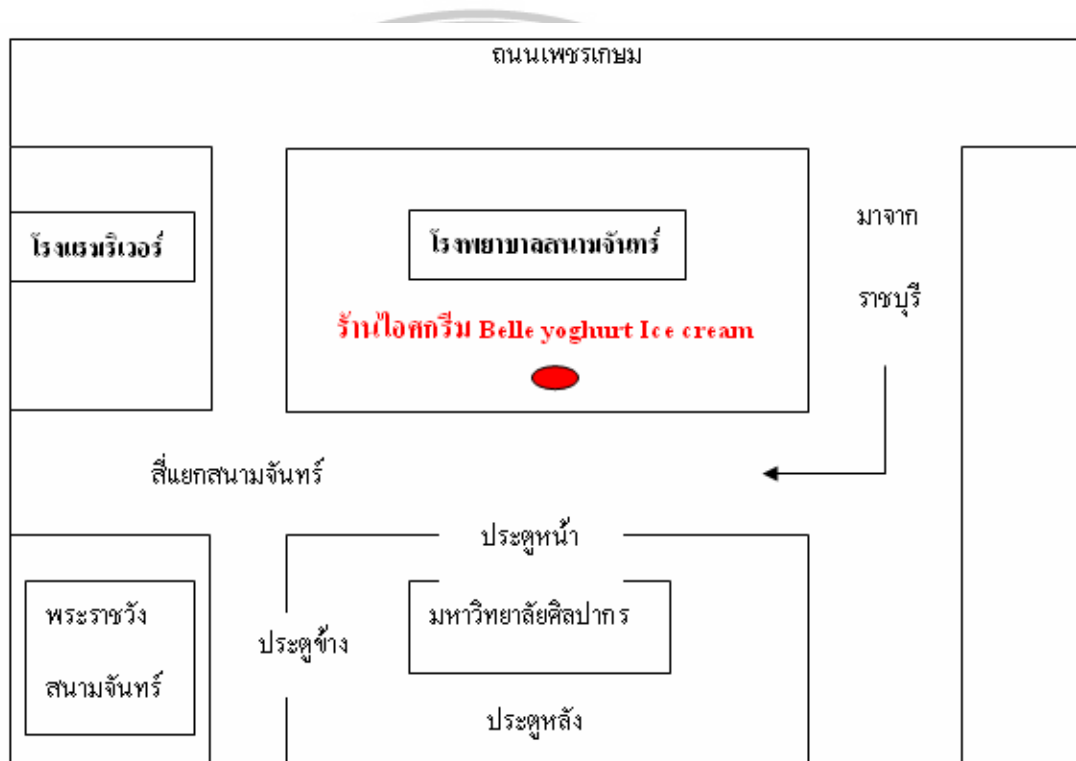 ถนนเพชรเกษม
โรงแรมริเวอร์
โรงพยาบาลสนามจันทร์
มาจาก
ราชบุรี
ร้านไอศกรีม Belle yoghurt Ice cream
สี่แยกสนามจันทร์
ประตูหน้า
พระราชวัง
สนามจันทร์
ประตูข้าง
มหาวิทยาลัยศิลปากร
ประตูหลัง